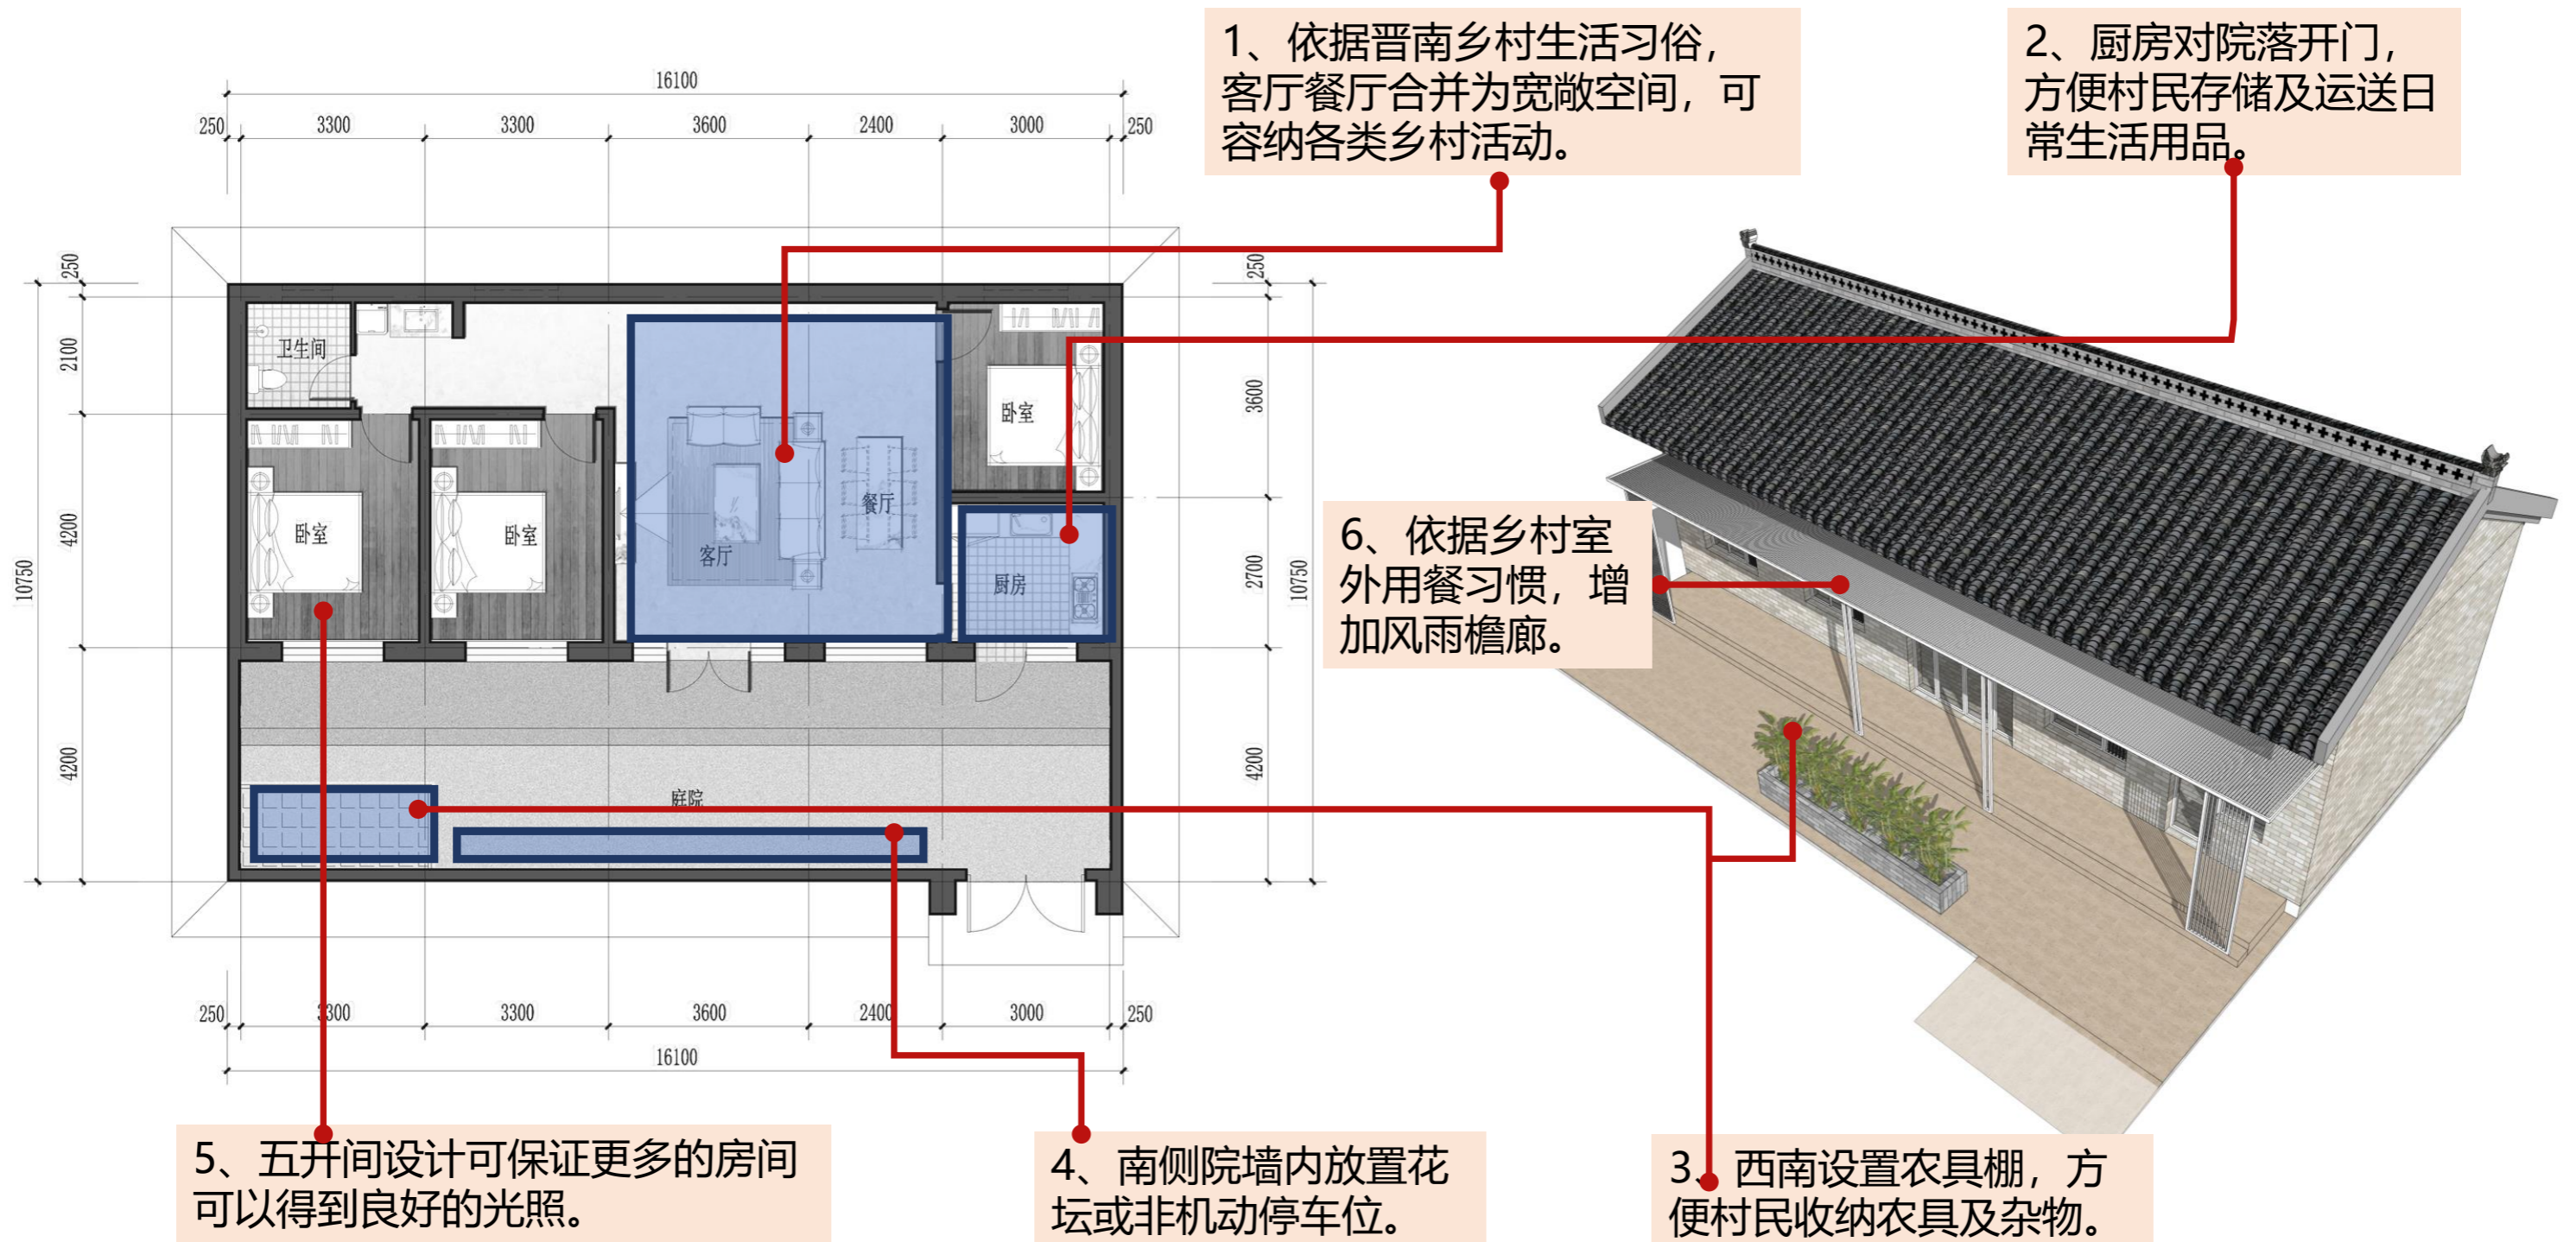 1、依据晋南乡村生活习俗，
客厅餐厅合并为宽敞空间，可
容纳各类乡村活动。
2、厨房对院落开门，
方便村民存储及运送日
常生活用品。
16100
250 3300 3300 3600 2400 3000 250
250
2100
4200
4200
10750
250
3600
2700
4200
10750
卫生间
卧室
卧室
卧室
客厅
餐厅
厨房
庭院
6、依据乡村室
外用餐习惯，增
加风雨檐廊。
250 3300 3300 3600 2400 3000 250
16100
5、五开间设计可保证更多的房间
可以得到良好的光照。
4、南侧院墙内放置花
坛或非机动停车位。
3、西南设置农具棚，方
便村民收纳农具及杂物。